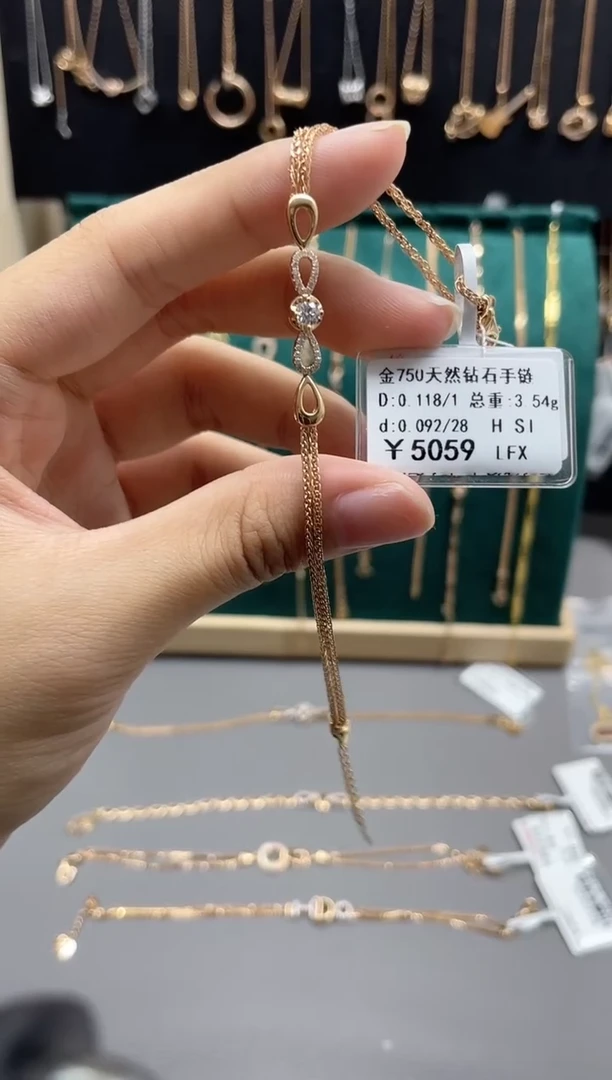 金750天然钻石手链
D:0.118/1 总重:3.54g
d:0.092/28 H SI
￥5059 LFX